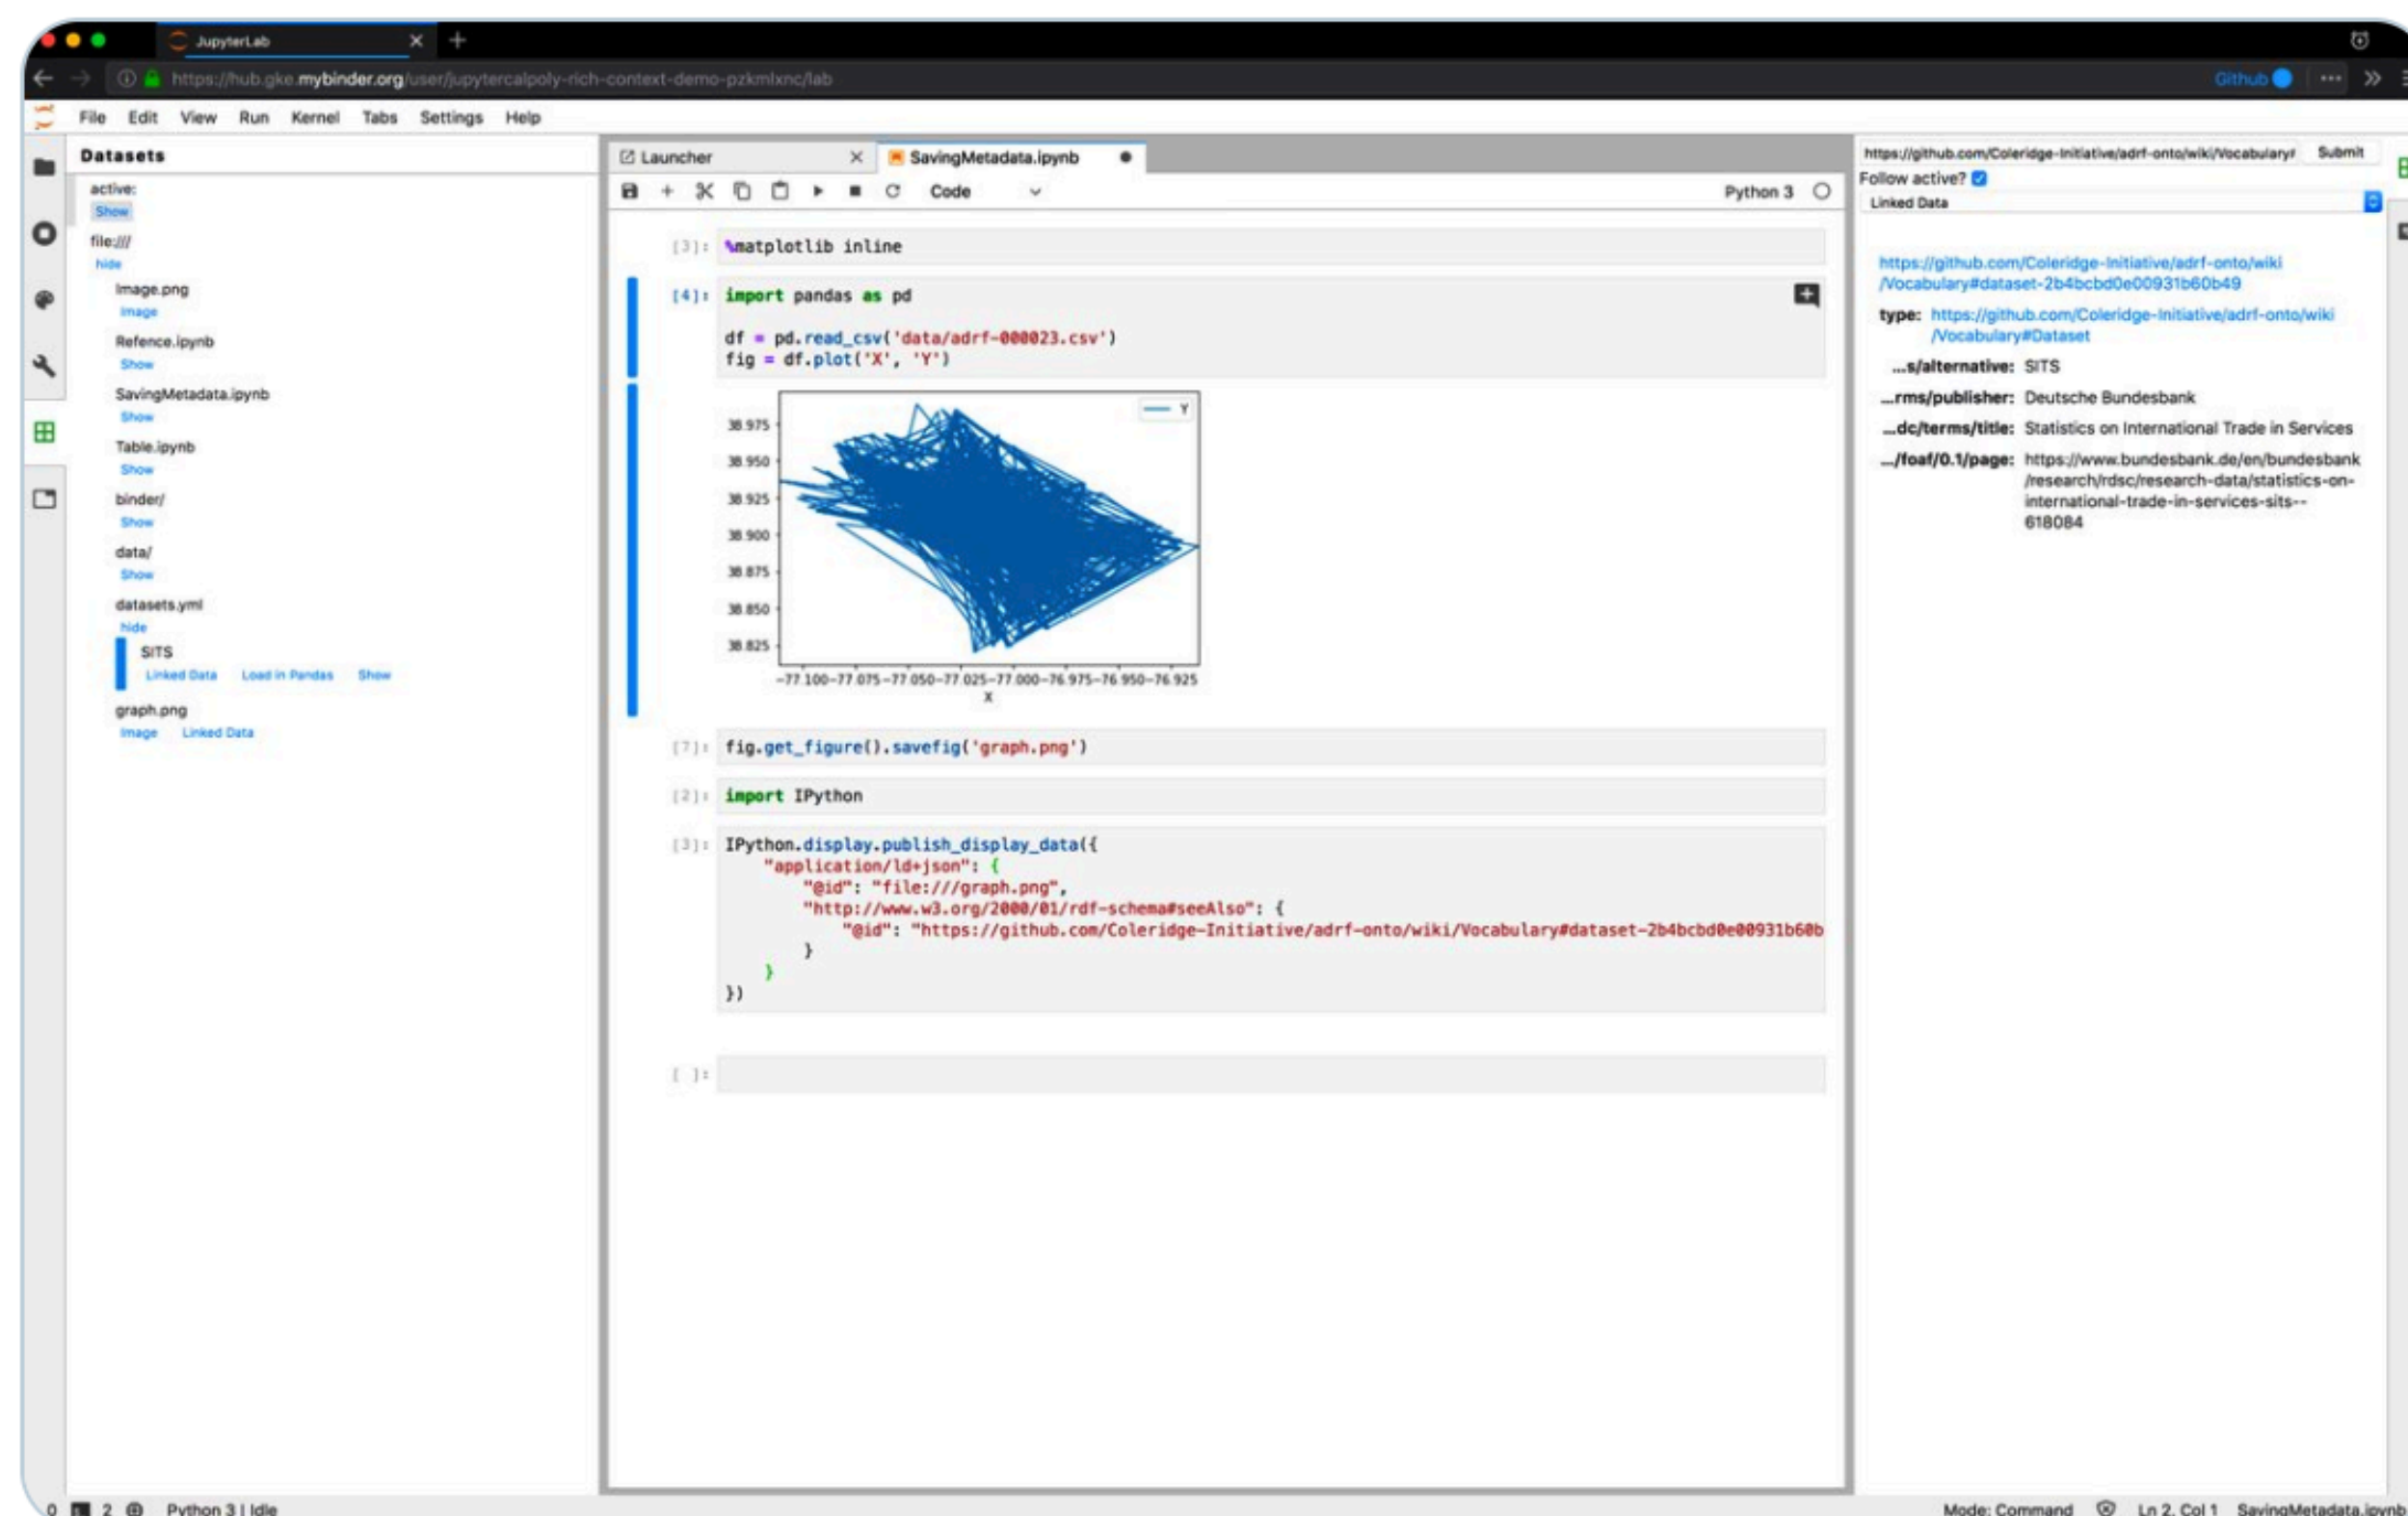 JupyterLab
https://hub.gke.mybinder.org/user/jupytercalpoly-rich-context-demo-pzkmlxnc/lab
Github
File Edit View Run Kernel Tabs Settings Help
Datasets
active:
Show
file:///
hide
Image.png
Image
Refence.ipynb
Show
SavingMetadata.ipynb
Show
Table.ipynb
Show
binder/
Show
data/
Show
datasets.yml
hide
SITS
Linked Data Load in Pandas Show
graph.png
Image Linked Data
Launcher SavingMetadata.ipynb
Code Python 3
[3]: %matplotlib inline
[4]: import pandas as pd
df = pd.read_csv('data/adrf-000023.csv')
fig = df.plot('X', 'Y')
Y
38.975
38.950
38.925
38.900
38.875
38.850
38.825
-77.100-77.075-77.050-77.025-77.000-76.975-76.950-76.925
X
[7]: fig.get_figure().savefig('graph.png')
[2]: import IPython
[3]: IPython.display.publish_display_data({
"application/ld+json": {
"@id": "file:///graph.png",
"http://www.w3.org/2000/01/rdf-schema#seeAlso": {
"@id": "https://github.com/Coleridge-Initiative/adrf-onto/wiki/Vocabulary#dataset-2b4bcbd0e00931b60b
}
}
})
[ ]:
https://github.com/Coleridge-Initiative/adrf-onto/wiki/Vocabulary# Submit
Follow active?
Linked Data
https://github.com/Coleridge-Initiative/adrf-onto/wiki
/Vocabulary#dataset-2b4bcbd0e00931b60b49
type: https://github.com/Coleridge-Initiative/adrf-onto/wiki
/Vocabulary#Dataset
...s/alternative: SITS
...rms/publisher: Deutsche Bundesbank
...dc/terms/title: Statistics on International Trade in Services
.../foaf/0.1/page: https://www.bundesbank.de/en/bundesbank
/research/rdsc/research-data/statistics-on-
international-trade-in-services-sits--
618084
0 2 Python 3 | Idle
Mode: Command Ln 2, Col 1 SavingMetadata.ipynb